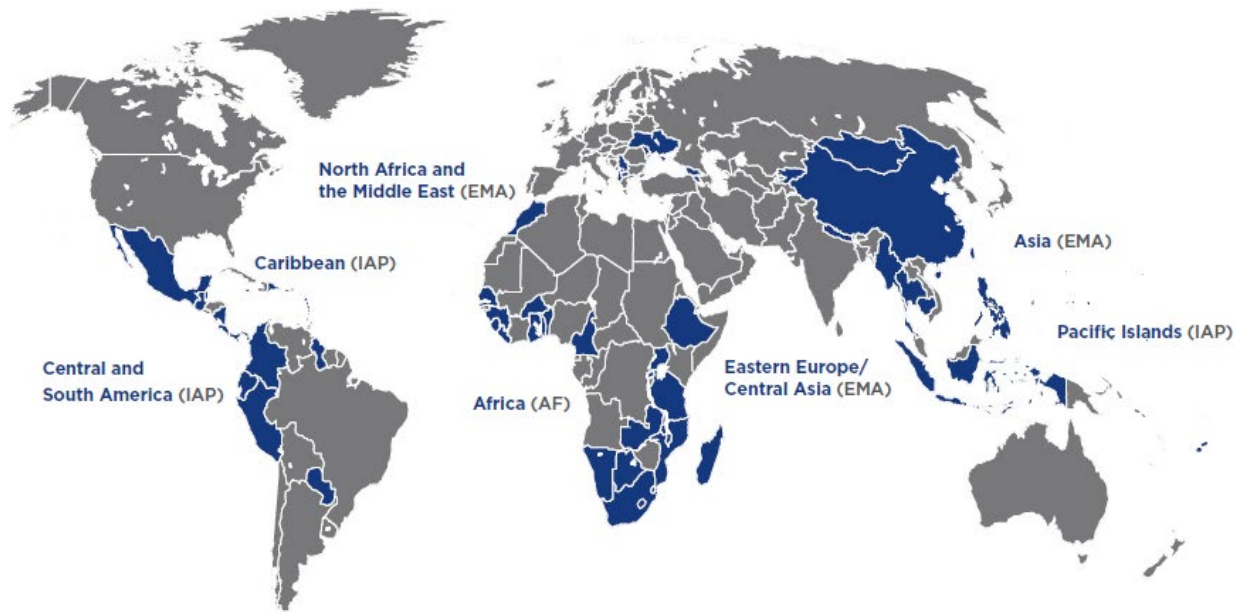 North Africa and
the Middle East (EMA)
Caribbean (IAP)
Asia (EMA)
Pacific Islands (IAP)
Central and
South America (IAP)
Eastern Europe/
Central Asia (EMA)
Africa (AF)